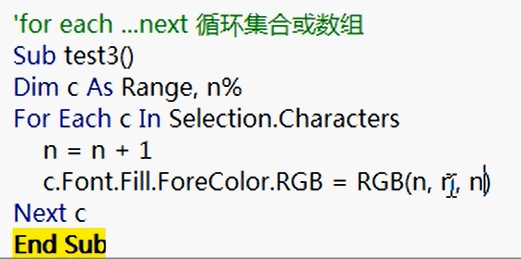 'for each ...next 循环集合或数组
Sub test3()
Dim c As Range, n%
For Each c In Selection.Characters
n = n + 1
c.Font.Fill.ForeColor.RGB = RGB(n, n, n)
Next c
End Sub